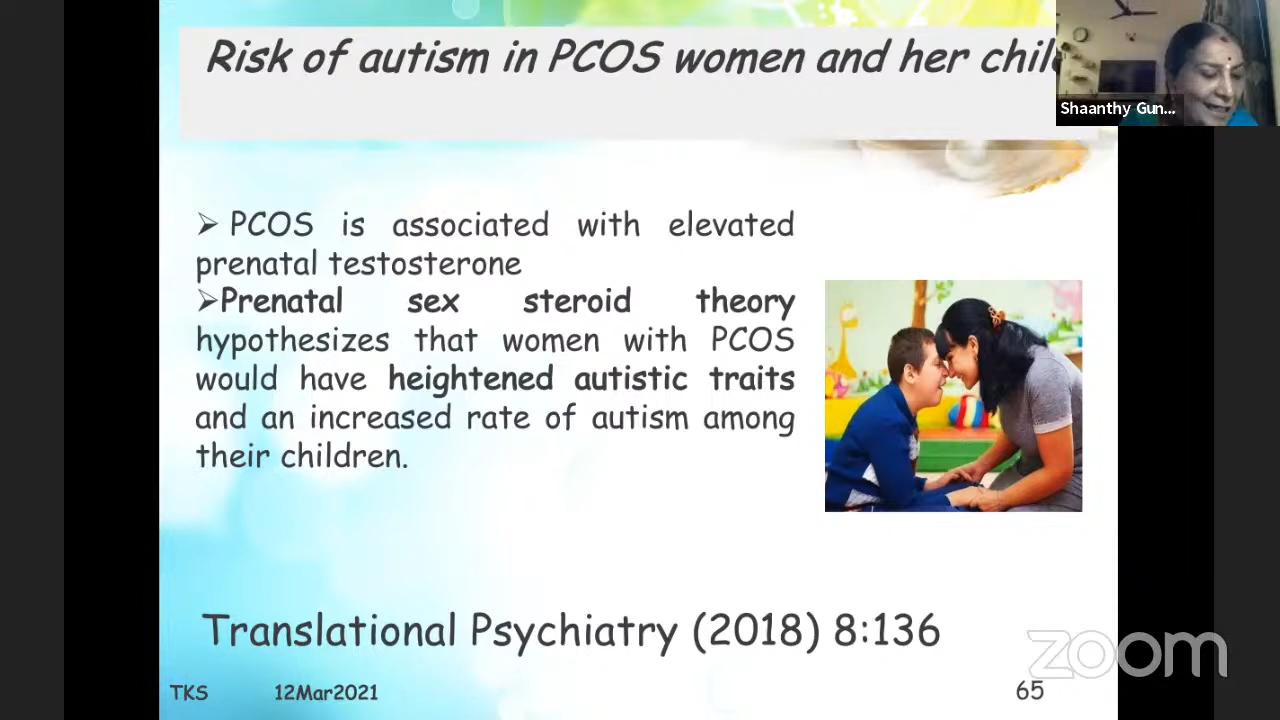 Risk of autism in PCOS women and her chil
Shaanthy Gun...
➢ PCOS is associated with elevated
prenatal testosterone
➢Prenatal sex steroid theory
hypothesizes that women with PCOS
would have heightened autistic traits
and an increased rate of autism among
their children.
Translational Psychiatry (2018) 8:136
zoom
TKS 12Mar2021 65